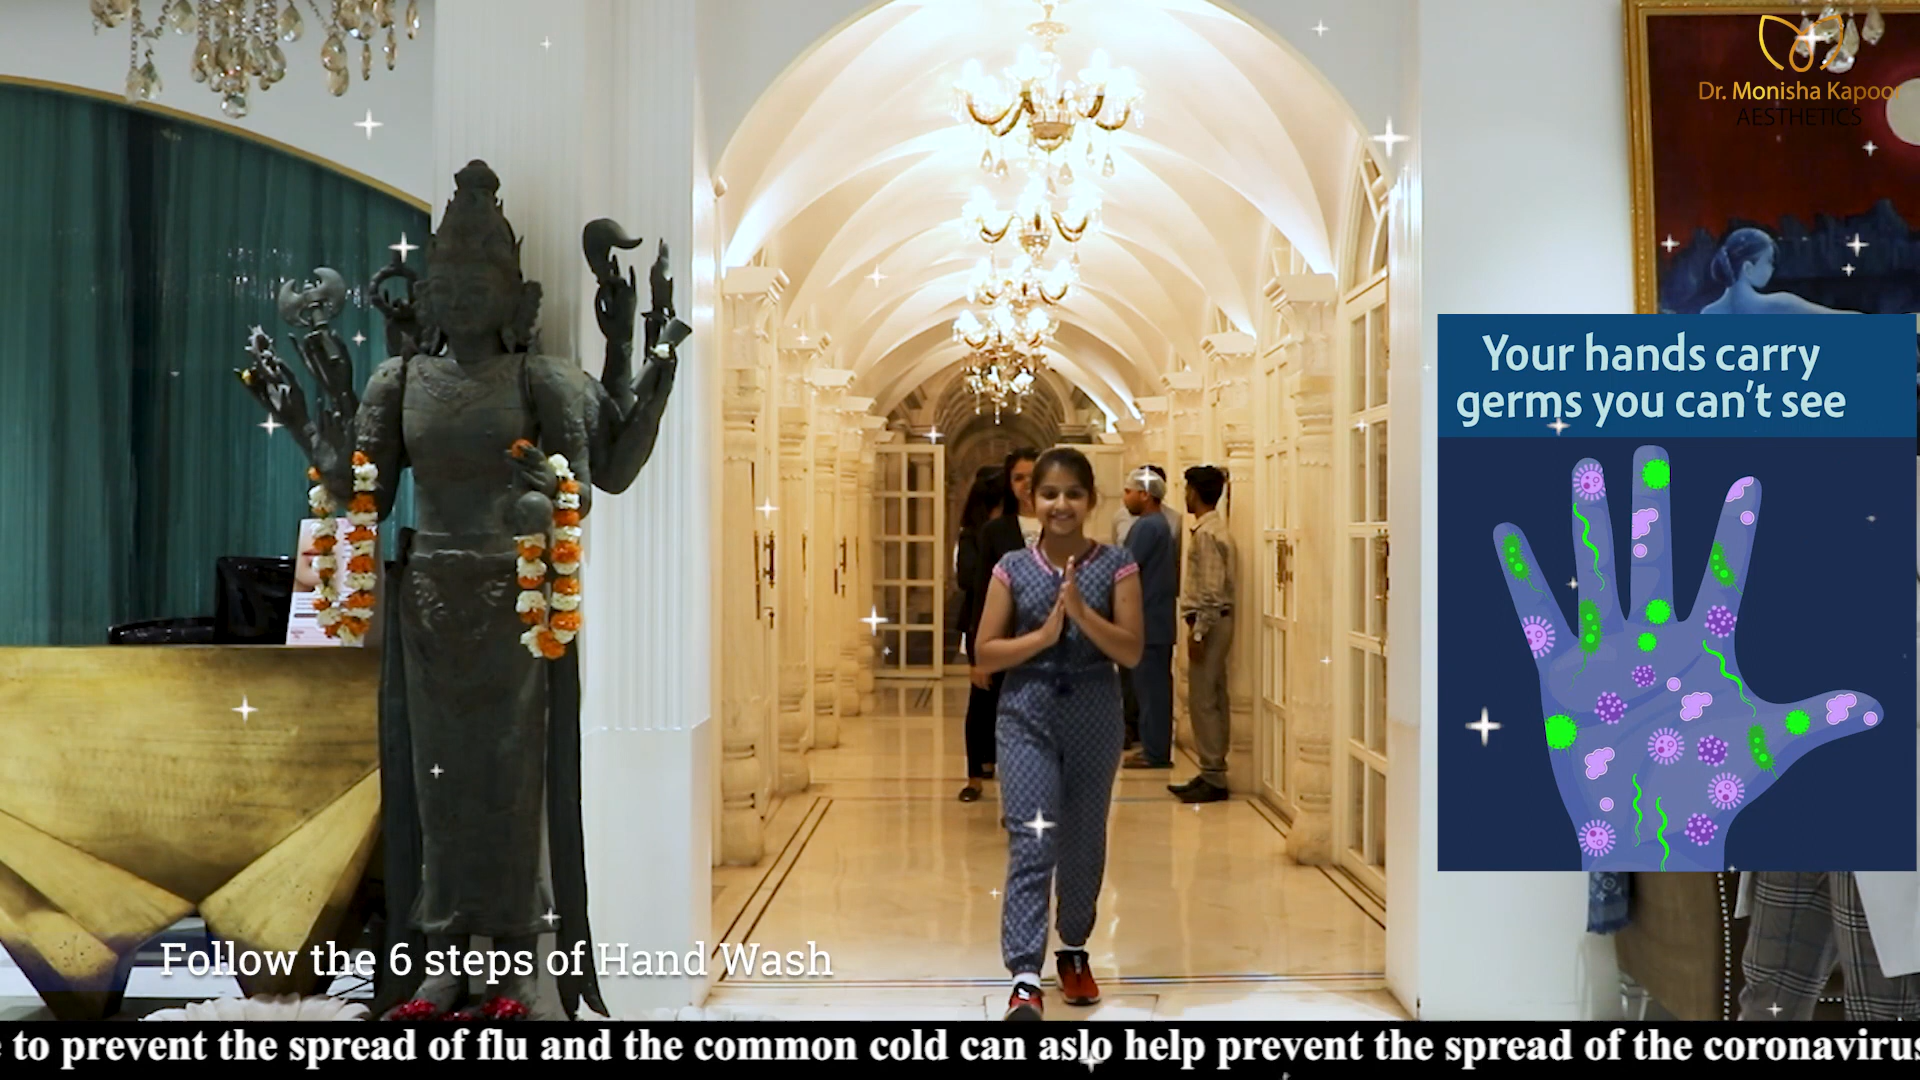 Dr. Monisha Kapoor
AESTHETICS
Your hands carry
germs you can't see
Follow the 6 steps of Hand Wash
to prevent the spread of flu and the common cold can aslo help prevent the spread of the coronavirus